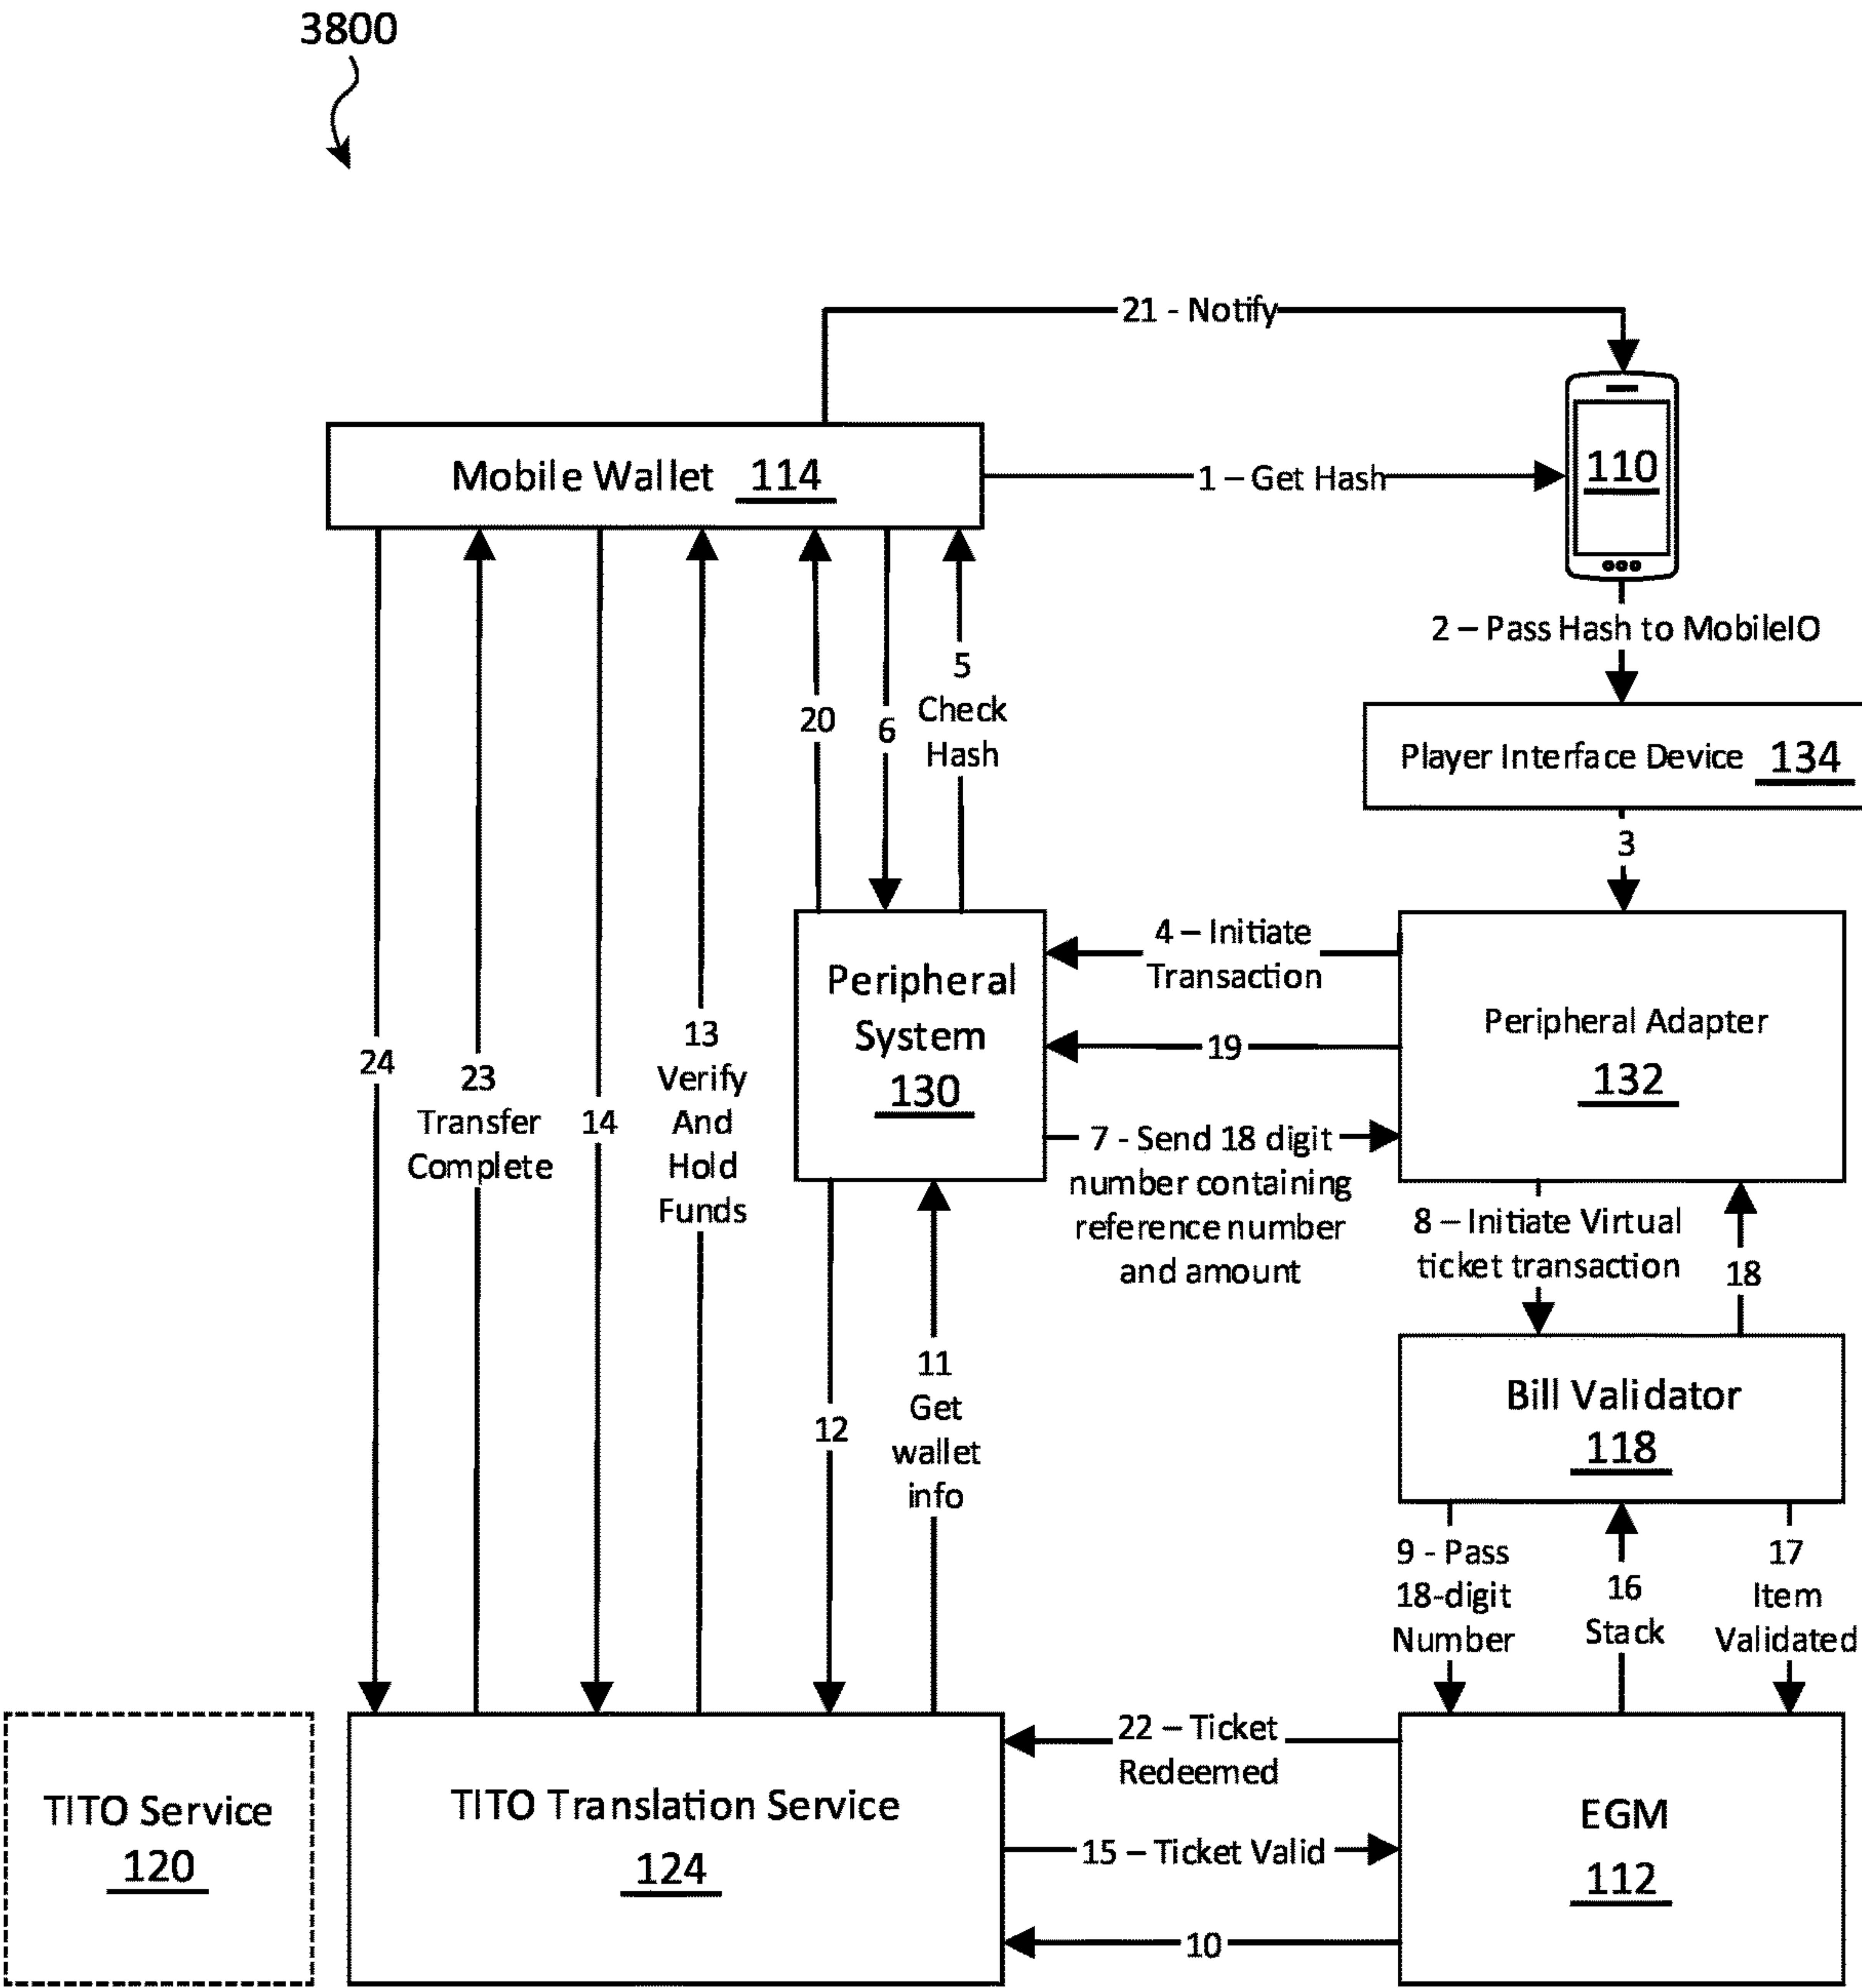 3800
21 - Notify
Mobile Wallet 114
1 – Get Hash
110
2 – Pass Hash to MobileIO
Player Interface Device 134
3
20
6
5
Check
Hash
4 – Initiate
Transaction
Peripheral
System
130
19
Peripheral Adapter
132
7 - Send 18 digit
number containing
reference number
and amount
24
23
Transfer
Complete
14
13
Verify
And
Hold
Funds
8 – Initiate Virtual
ticket transaction
18
12
11
Get
wallet
info
Bill Validator
118
9 - Pass
18-digit
Number
16
Stack
17
Item
Validated
TITO Service
120
TITO Translation Service
124
22 – Ticket
Redeemed
15 – Ticket Valid
10
EGM
112